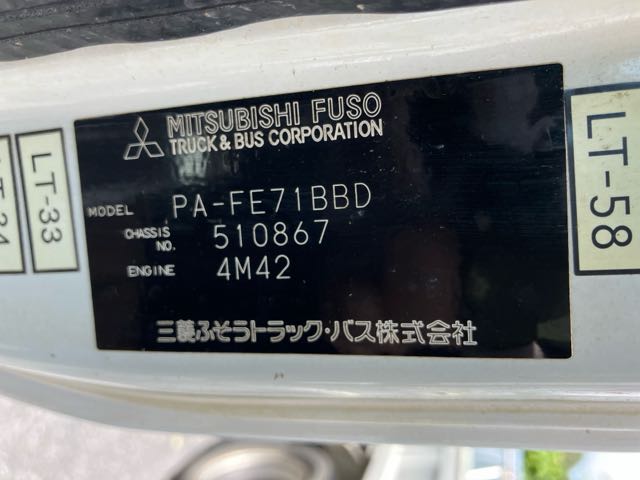 MITSUBISHI FUSO
TRUCK & BUS CORPORATION
MODEL PA-FE71BBD
CHASSIS NO. 510867
ENGINE 4M42
三菱ふそうトラック・バス株式会社
LT-33
LT-58